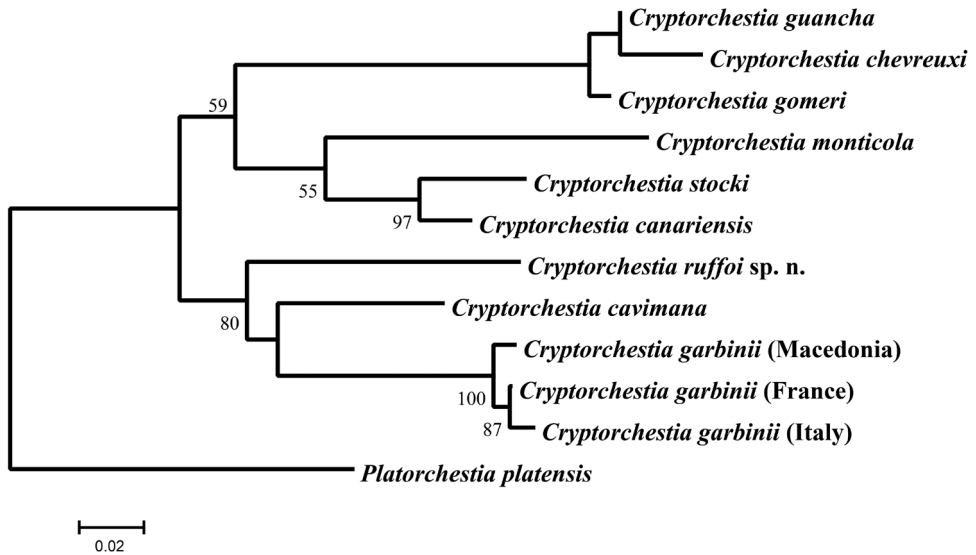 Cryptorchestia guancha
Cryptorchestia chevreuxi
Cryptorchestia gomeri
59
Cryptorchestia monticola
Cryptorchestia stocki
55
97
Cryptorchestia canariensis
Cryptorchestia ruffoi sp. n.
Cryptorchestia cavimana
80
Cryptorchestia garbinii (Macedonia)
Cryptorchestia garbinii (France)
100
87
Cryptorchestia garbinii (Italy)
Platorchestia platensis
0.02